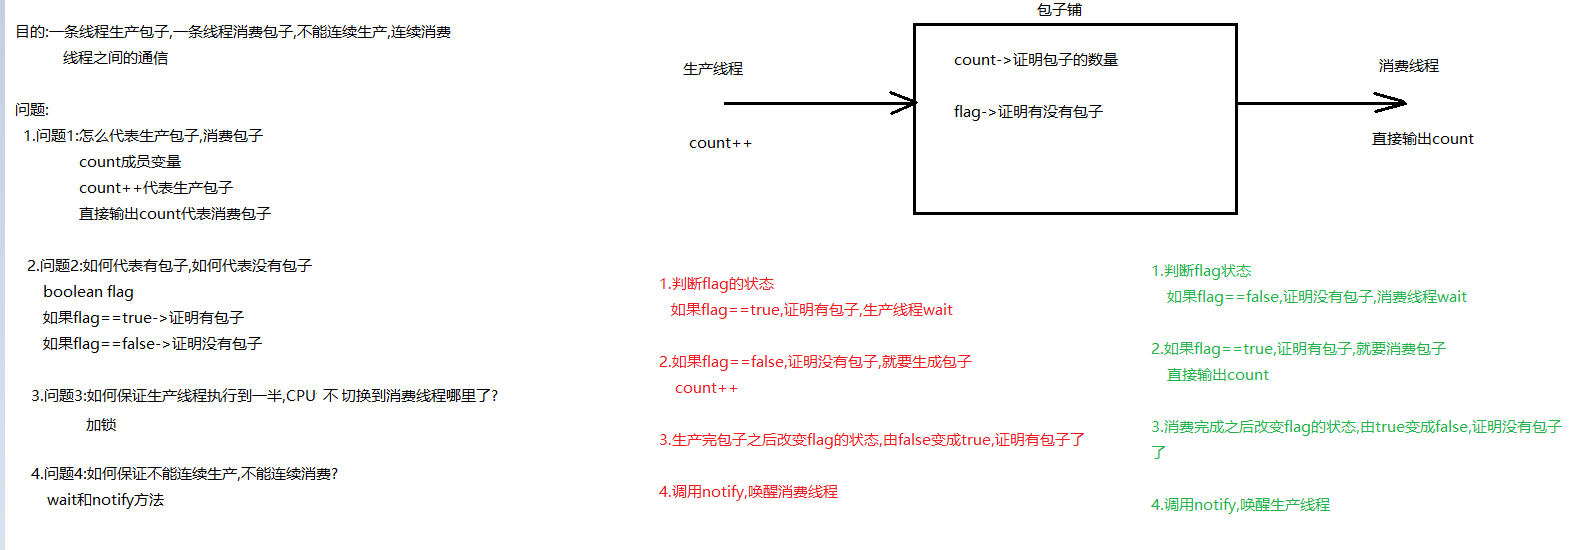 目的:一条线程生产包子,一条线程消费包子,不能连续生产,连续消费
线程之间的通信
问题:
1.问题1:怎么代表生产包子,消费包子
count成员变量
count++代表生产包子
直接输出count代表消费包子
2.问题2:如何代表有包子,如何代表没有包子
boolean flag
如果flag==true->证明有包子
如果flag==false->证明没有包子
3.问题3:如何保证生产线程执行到一半,CPU 不 切换到消费线程哪里了?
加锁
4.问题4:如何保证不能连续生产,不能连续消费?
wait和notify方法
包子铺
生产线程
count++
count->证明包子的数量
flag->证明有没有包子
消费线程
直接输出count
1.判断flag的状态
如果flag==true,证明有包子,生产线程wait
2.如果flag==false,证明没有包子,就要生成包子
count++
3.生产完包子之后改变flag的状态,由false变成true,证明有包子了
4.调用notify,唤醒消费线程
1.判断flag状态
如果flag==false,证明没有包子,消费线程wait
2.如果flag==true,证明有包子,就要消费包子
直接输出count
3.消费完成之后改变flag的状态,由true变成false,证明没有包子
了
4.调用notify,唤醒生产线程